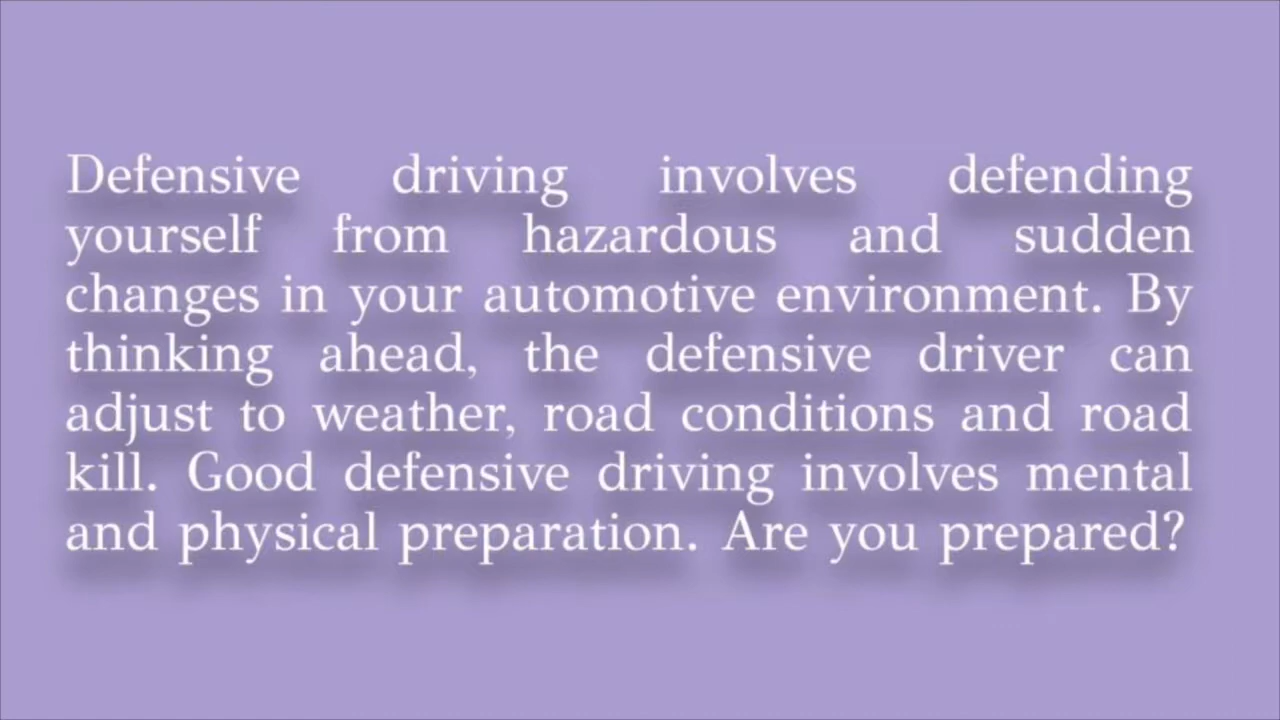 Defensive driving involves defending
yourself from hazardous and sudden
changes in your automotive environment. By
thinking ahead, the defensive driver can
adjust to weather, road conditions and road
kill. Good defensive driving involves mental
and physical preparation. Are you prepared?